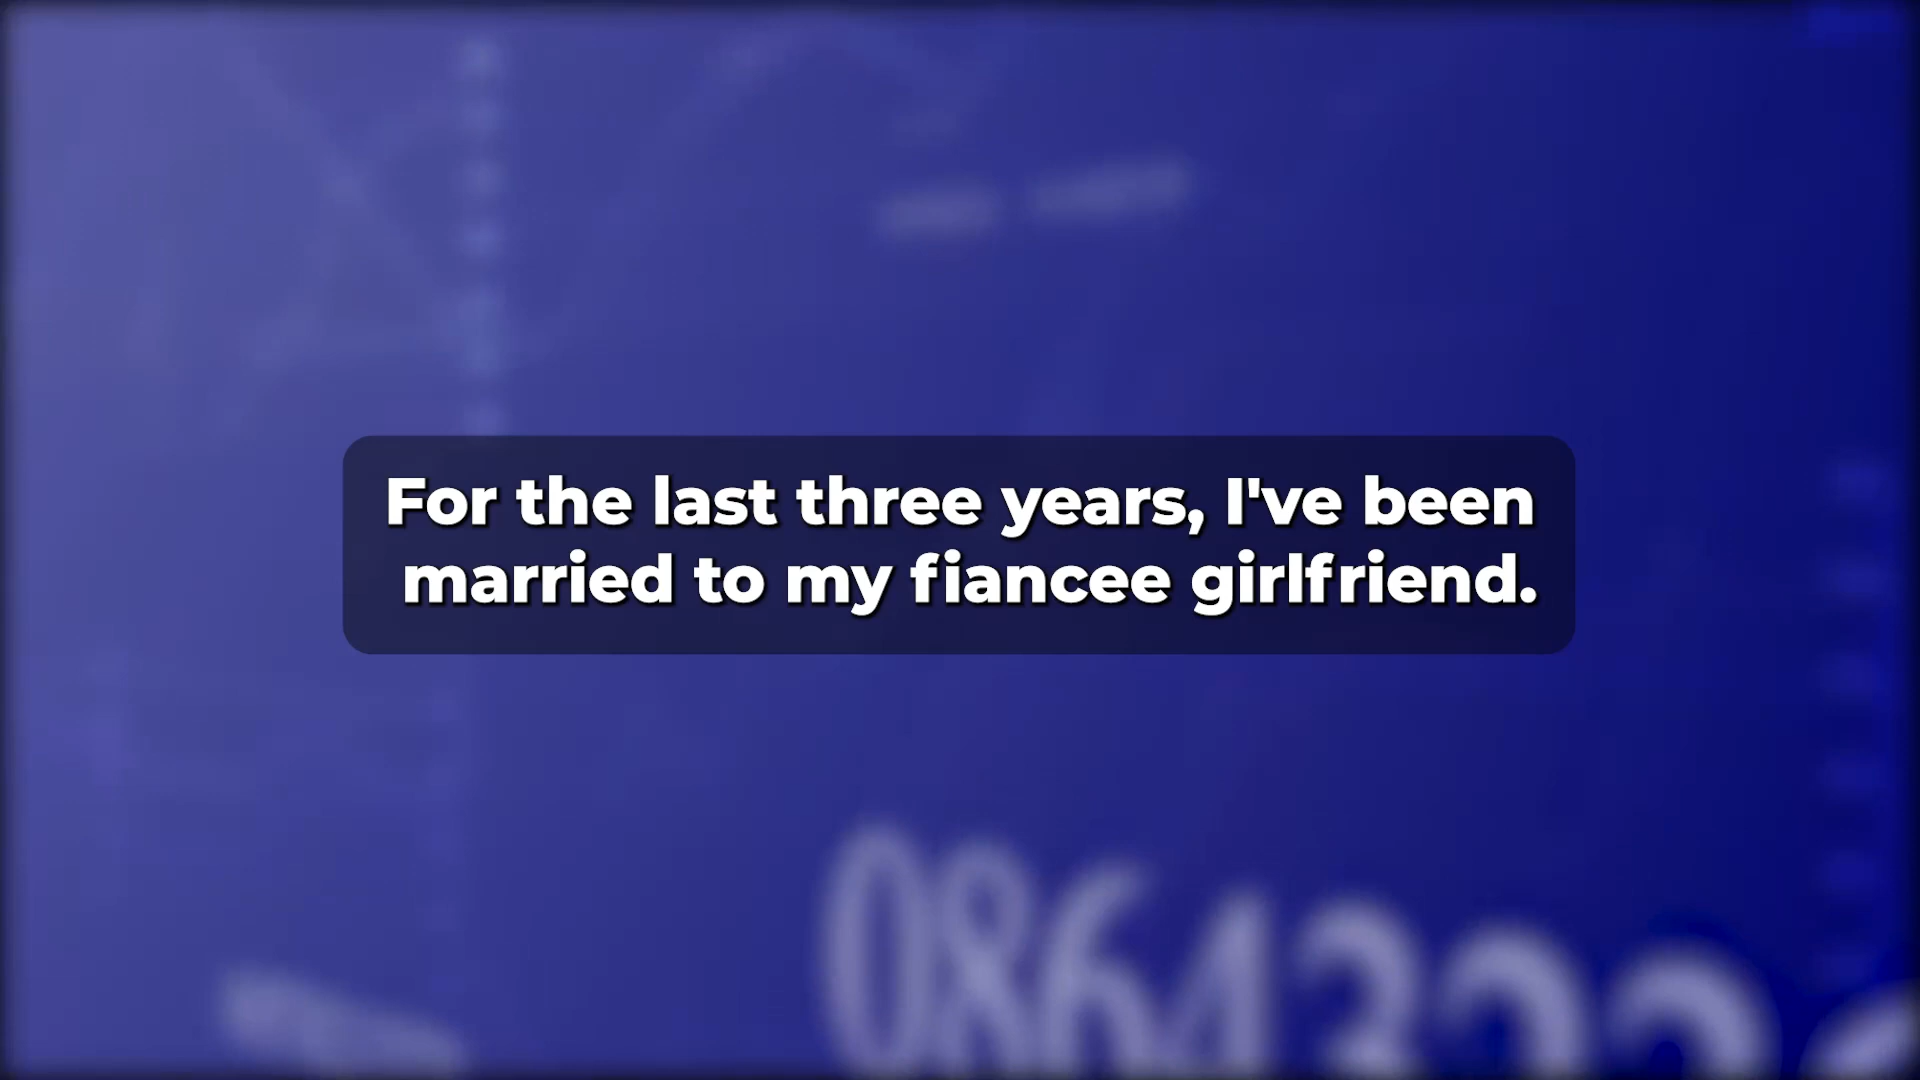 For the last three years, I've been
married to my fiancee girlfriend.